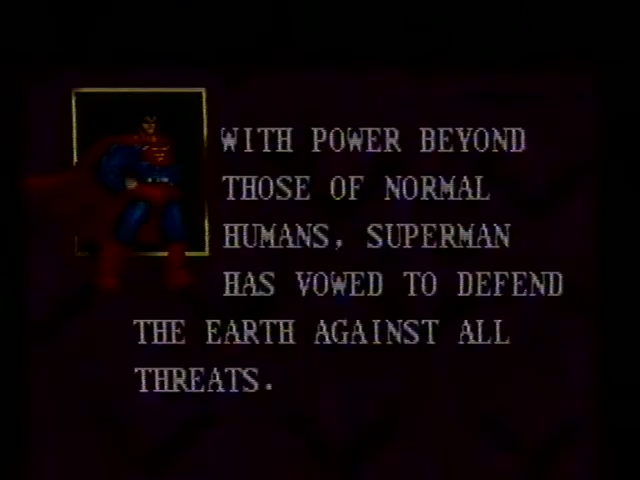 WITH POWER BEYOND
THOSE OF NORMAL
HUMANS, SUPERMAN
HAS VOWED TO DEFEND
THE EARTH AGAINST ALL
THREATS.